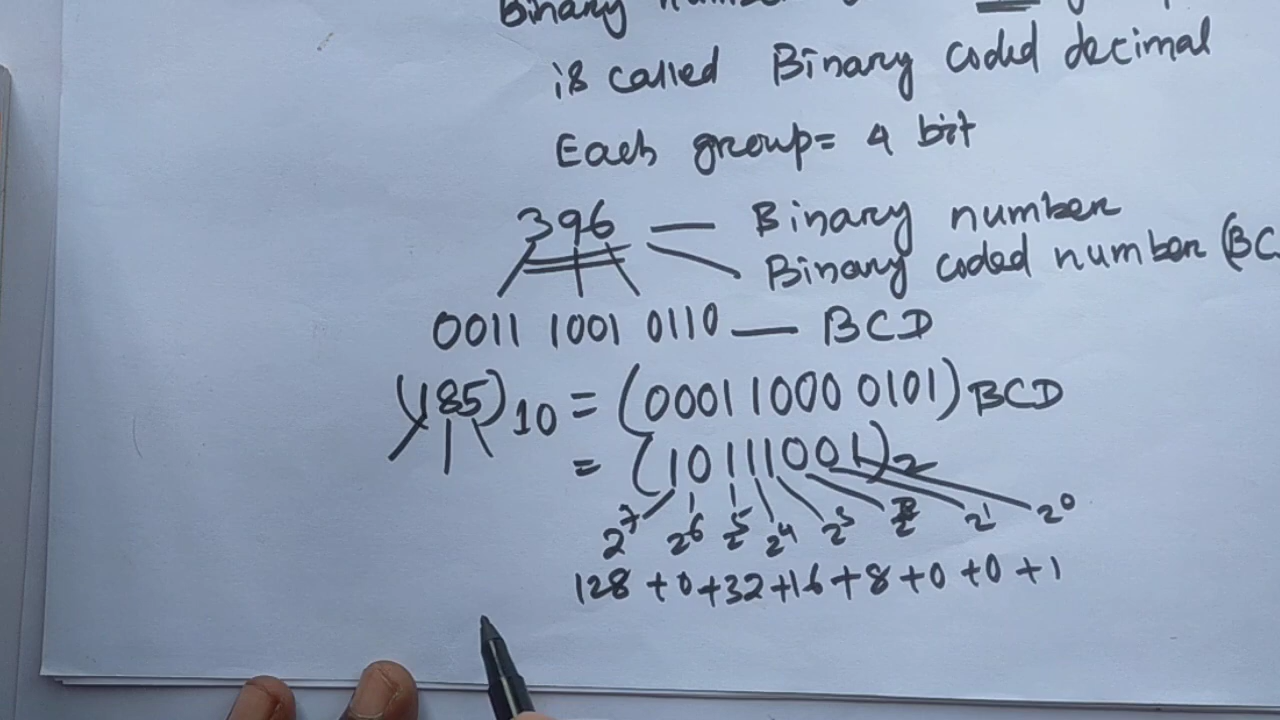 Binary number
is called Binary coded decimal
Each group = 4 bit
396 — Binary number
Binary coded number (BC
0011 1001 0110 — BCD
(185)10 = (0001 1000 0101) BCD
= (10111001)2
2^7 2^6 2^5 2^4 2^3 2^1 2^0
128 + 0 + 32 + 16 + 8 + 0 + 0 + 1